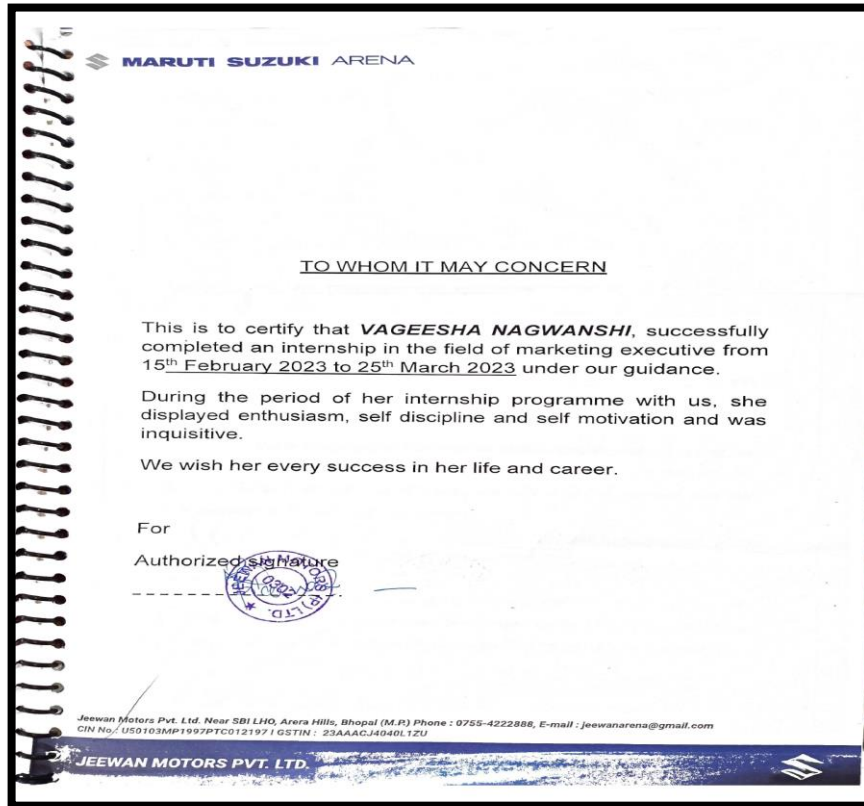 MARUTI SUZUKI ARENA
TO WHOM IT MAY CONCERN
This is to certify that VAGEESHA NAGWANSHI, successfully
completed an internship in the field of marketing executive from
15th February 2023 to 25th March 2023 under our guidance.
During the period of her internship programme with us, she
displayed enthusiasm, self discipline and self motivation and was
inquisitive.
We wish her every success in her life and career.
For
Authorized signature
JEEWAN MOTORS (P) LTD. ★
0302
Jeewan Motors Pvt. Ltd. Near SBI LHO, Arera Hills, Bhopal (M.P.) Phone : 0755-4222888, E-mail : jeewanarena@gmail.com
CIN No.: U50103MP1997PTC012197 I GSTIN : 23AAACJ4040L1ZU
JEEWAN MOTORS PVT. LTD.